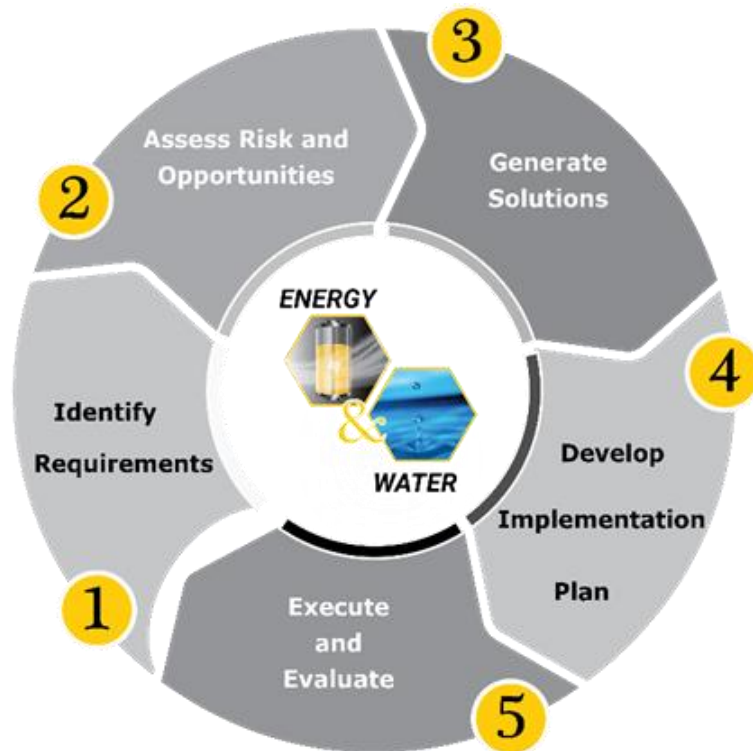 1
Identify
Requirements
2
Assess Risk and
Opportunities
3
Generate
Solutions
4
Develop
Implementation
Plan
5
Execute
and
Evaluate
ENERGY
&
WATER